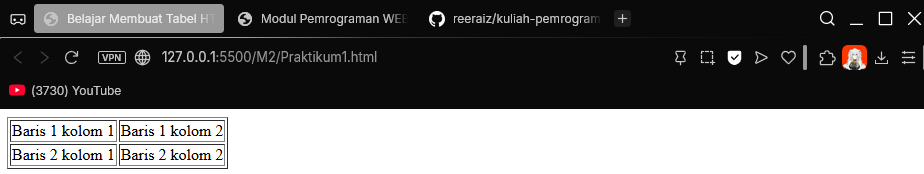 Belajar Membuat Tabel HT
Modul Pemrograman WEB
reeraiz/kuliah-pemrogram
VPN
127.0.0.1:5500/M2/Praktikum1.html
(3730) YouTube
Baris 1 kolom 1 Baris 1 kolom 2
Baris 2 kolom 1 Baris 2 kolom 2